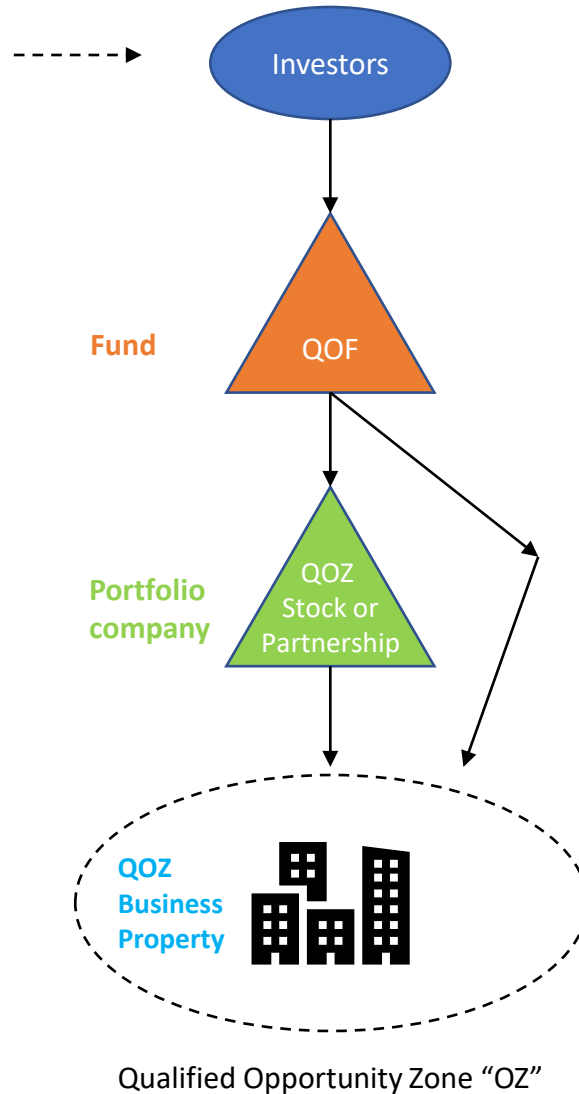 Investors
Fund
QOF
Portfolio
company
QOZ
Stock or
Partnership
QOZ
Business
Property
Qualified Opportunity Zone “OZ”